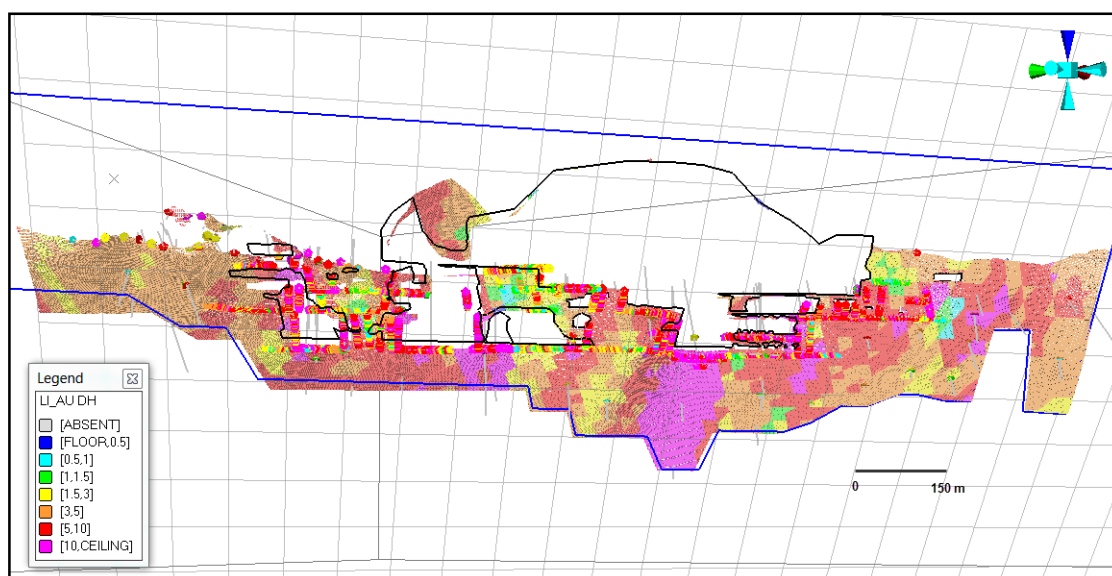 Legend
LI_AU DH
[ABSENT]
[FLOOR,0.5]
[0.5,1]
[1,1.5]
[1.5,3]
[3,5]
[5,10]
[10,CEILING]
0 150 m